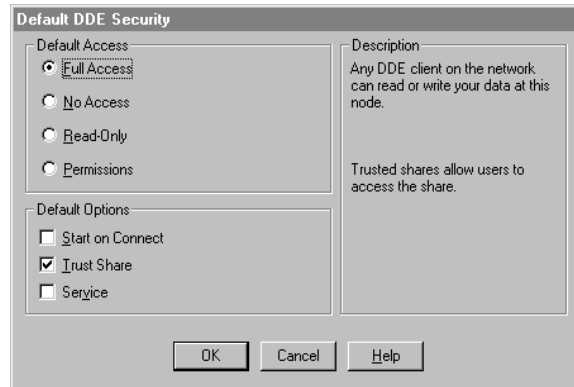 Default DDE Security
Default Access
Full Access
No Access
Read-Only
Permissions
Default Options
Start on Connect
Trust Share
Service
Description
Any DDE client on the network
can read or write your data at this
node.
Trusted shares allow users to
access the share.
OK
Cancel
Help